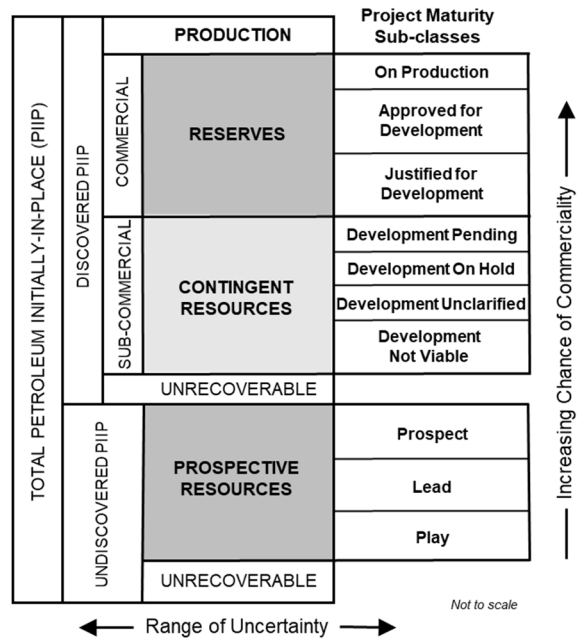 PRODUCTION
Project Maturity
Sub-classes
TOTAL PETROLEUM INITIALLY-IN-PLACE (PIIP)
DISCOVERED PIIP
COMMERCIAL
RESERVES
On Production
Approved for
Development
Justified for
Development
SUB-COMMERCIAL
CONTINGENT
RESOURCES
Development Pending
Development On Hold
Development Unclarified
Development
Not Viable
UNRECOVERABLE
UNDISCOVERED PIIP
PROSPECTIVE
RESOURCES
Prospect
Lead
Play
UNRECOVERABLE
Increasing Chance of Commerciality
Not to scale
Range of Uncertainty